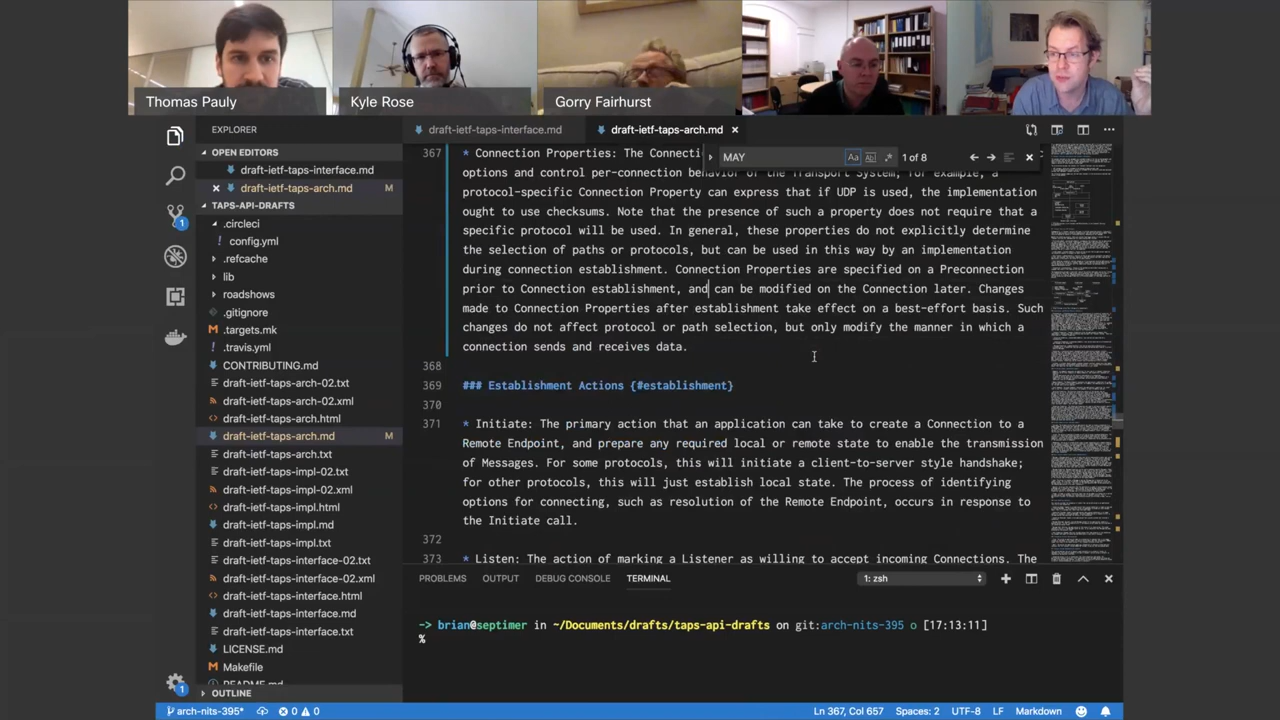 Thomas Pauly
Kyle Rose
Gorry Fairhurst
EXPLORER
draft-ietf-taps-interface.md
draft-ietf-taps-arch.md
OPEN EDITORS
draft-ietf-taps-interface.md
draft-ietf-taps-arch.md M
TAPS-API-DRAFTS
.circleci
config.yml
.refcache
lib
roadshows
.gitignore
.targets.mk
.travis.yml
CONTRIBUTING.md
draft-ietf-taps-arch-02.txt
draft-ietf-taps-arch-02.xml
draft-ietf-taps-arch.html
draft-ietf-taps-arch.md M
draft-ietf-taps-arch.txt
draft-ietf-taps-impl-02.txt
draft-ietf-taps-impl-02.xml
draft-ietf-taps-impl.html
draft-ietf-taps-impl.md
draft-ietf-taps-impl.txt
draft-ietf-taps-interface-0
draft-ietf-taps-interface-02.xml
draft-ietf-taps-interface.html
draft-ietf-taps-interface.md
draft-ietf-taps-interface.txt
LICENSE.md
Makefile
README.md
OUTLINE
MAY Aa Ab| .* 1 of 8
367 * Connection Properties: The Connecti
options and control per-connection behavior of the Transport System, for example, a
protocol-specific Connection Property can express that if UDP is used, the implementation
ought to use checksums. Note that the presence of such a property does not require that a
specific protocol will be used. In general, these properties do not explicitly determine
the selection of paths or protocols, but can be used in this way by an implementation
during connection establishment. Connection Properties are specified on a Preconnection
prior to Connection establishment, and can be modified on the Connection later. Changes
made to Connection Properties after establishment take effect on a best-effort basis. Such
changes do not affect protocol or path selection, but only modify the manner in which a
connection sends and receives data.
368
369 ### Establishment Actions {#establishment}
370
371 * Initiate: The primary action that an application can take to create a Connection to a
Remote Endpoint, and prepare any required local or remote state to enable the transmission
of Messages. For some protocols, this will initiate a client-to-server style handshake;
for other protocols, this will just establish local state. The process of identifying
options for connecting, such as resolution of the Remote Endpoint, occurs in response to
the Initiate call.
372
373 * Listen: The action of marking a Listener as willing to accept incoming Connections. The
PROBLEMS OUTPUT DEBUG CONSOLE TERMINAL 1: zsh
-> brian@septimer in ~/Documents/drafts/taps-api-drafts on git:arch-nits-395 o [17:13:11]
%
1
1
arch-nits-395* 0 0 Ln 367, Col 657 Spaces: 2 UTF-8 LF Markdown